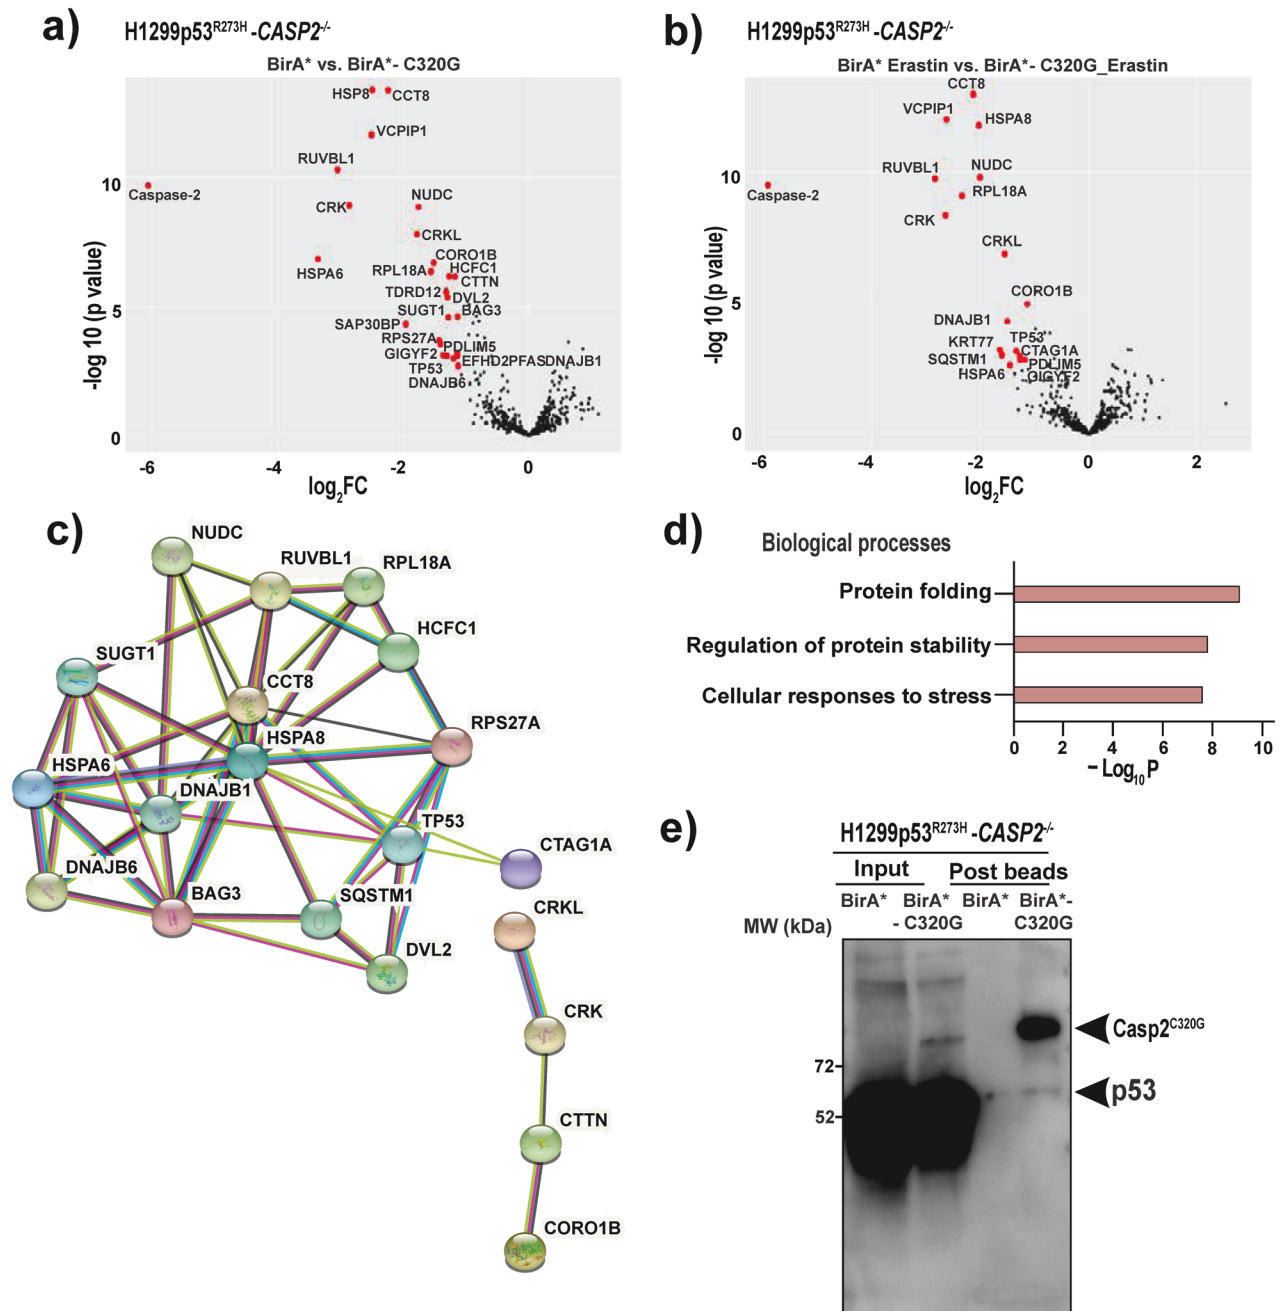 a)
H1299p53R273H -CASP2-/-
BirA* vs. BirA*- C320G
HSP8
CCT8
VCPIP1
RUVBL1
Caspase-2
CRK
NUDC
CRKL
HSPA6
CORO1B
RPL18A
HCFC1
CTTN
TDRD12
DVL2
SUGT1
BAG3
SAP30BP
RPS27A
PDLIM5
GIGYF2
EFHD2PFASDNAJB1
TP53
DNAJB6
10
5
0
-log 10 (p value)
-6
-4
-2
0
log2FC
b)
H1299p53R273H -CASP2-/-
BirA* Erastin vs. BirA*- C320G_Erastin
CCT8
VCPIP1
HSPA8
RUVBL1
NUDC
Caspase-2
RPL18A
CRK
CRKL
CORO1B
DNAJB1
TP53
KRT77
CTAG1A
SQSTM1
PDLIM5
HSPA6
GIGYF2
10
5
0
-log 10 (p value)
-6
-4
-2
0
2
log2FC
c)
NUDC
RUVBL1
RPL18A
HCFC1
SUGT1
CCT8
RPS27A
HSPA8
HSPA6
DNAJB1
TP53
CTAG1A
DNAJB6
BAG3
SQSTM1
CRKL
DVL2
CRK
CTTN
CORO1B
d)
Biological processes
Protein folding
Regulation of protein stability
Cellular responses to stress
0 2 4 6 8 10
– Log10P
e)
H1299p53R273H -CASP2-/-
Input Post beads
BirA* BirA* BirA* BirA*-
- C320G C320G
MW (kDa)
Casp2C320G
72
p53
52